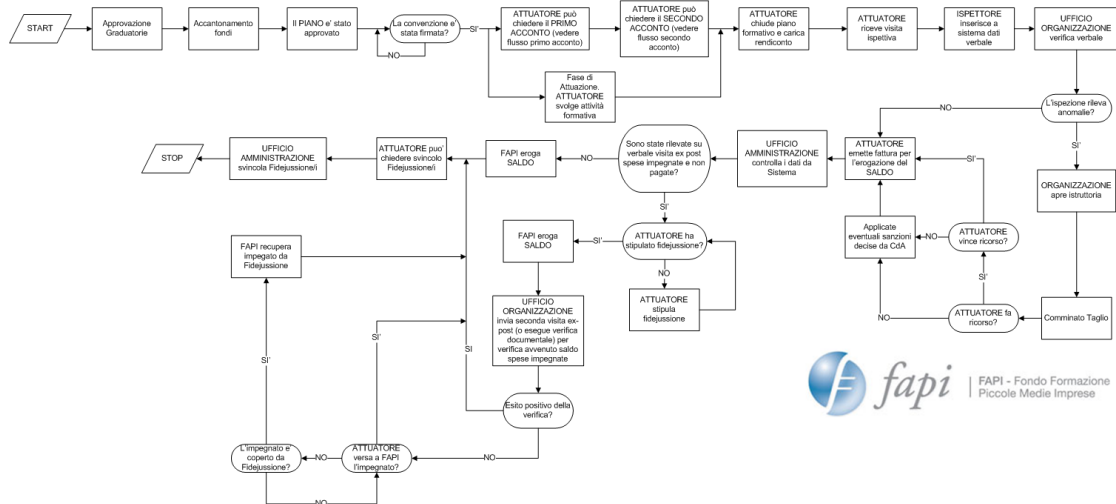 START
Approvazione
Graduatorie
Accantonamento
fondi
Il PIANO e' stato
approvato
La convenzione e'
stata firmata?
NO
SI'
ATTUATORE può
chiedere il PRIMO
ACCONTO (vedere
flusso primo acconto)
ATTUATORE può
chiedere il SECONDO
ACCONTO (vedere
flusso secondo
acconto)
Fase di
Attuazione.
ATTUATORE
svolge attività
formativa
ATTUATORE
chiude piano
formativo e carica
rendiconto
ATTUATORE
riceve visita
ispettiva
ISPETTORE
inserisce a
sistema dati
verbale
UFFICIO
ORGANIZZAZIONE
verifica verbale
L'ispezione rileva
anomalie?
NO
SI'
ORGANIZZAZIONE
apre istruttoria
Comminato Taglio
ATTUATORE fa
ricorso?
SI'
NO
ATTUATORE
vince ricorso?
SI'
NO
Applicate
eventuali sanzioni
decise da CdA
ATTUATORE
emette fattura per
l'erogazione del
SALDO
UFFICIO
AMMINISTRAZIONE
controlla i dati da
Sistema
Sono state rilevate su
verbale visita ex post
spese impegnate e non
pagate?
NO
SI'
FAPI eroga
SALDO
ATTUATORE puo'
chiedere svincolo
Fidejussione/i
UFFICIO
AMMINISTRAZIONE
svincola Fidejussione/i
STOP
ATTUATORE ha
stipulato fidejussione?
SI'
NO
ATTUATORE
stipula
fidejussione
FAPI eroga
SALDO
UFFICIO
ORGANIZZAZIONE
invia seconda visita ex-
post (o esegue verifica
documentale) per
verifica avvenuto saldo
spese impegnate
Esito positivo della
verifica?
SI
NO
ATTUATORE
versa a FAPI
l'impegnato?
SI'
NO
L'impegnato e'
coperto da
Fidejussione?
SI'
NO
FAPI recupera
impegato da
Fidejussione
fapi
FAPI - Fondo Formazione
Piccole Medie Imprese